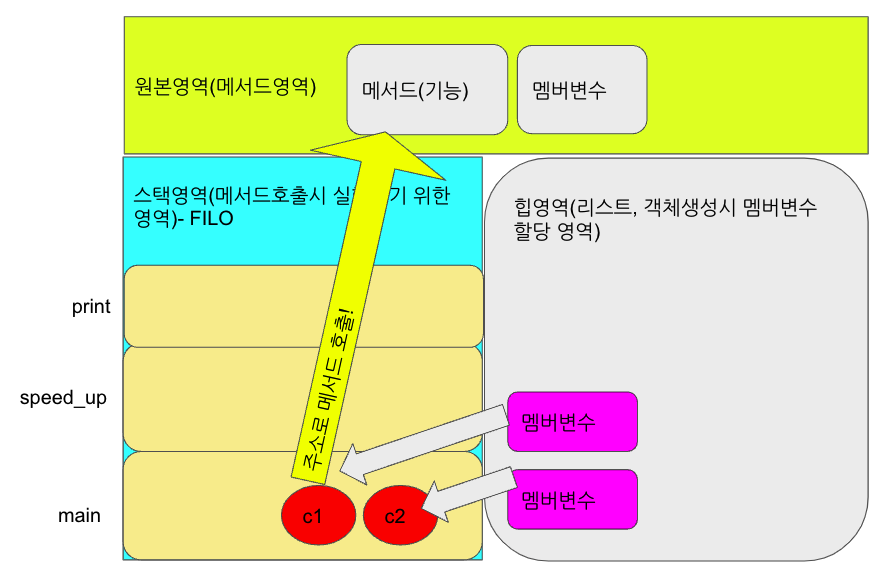 원본영역(메서드영역)
메서드(기능)
멤버변수
스택영역(메서드호출시 실 기 위한
영역)- FILO
힙영역(리스트, 객체생성시 멤버변수
할당 영역)
print
speed_up
main
주소로 메서드 호출!
멤버변수
멤버변수
c1
c2